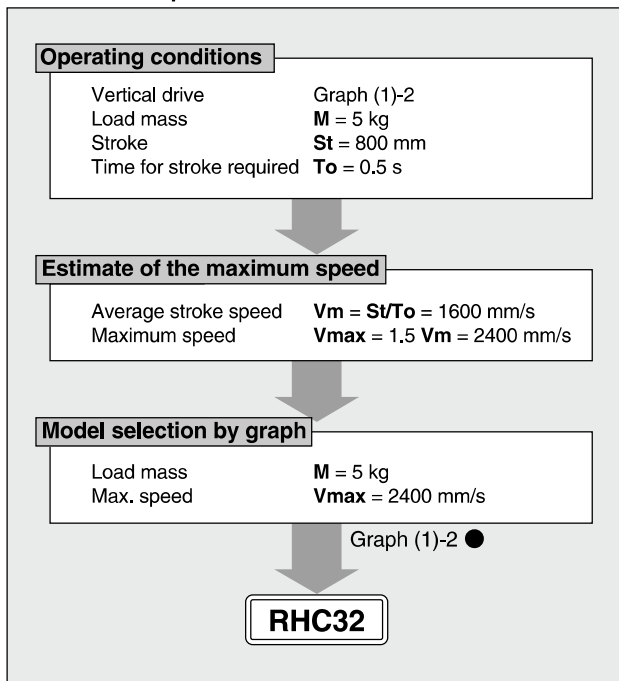 Operating conditions
Vertical drive Graph (1)-2
Load mass M = 5 kg
Stroke St = 800 mm
Time for stroke required To = 0.5 s
Estimate of the maximum speed
Average stroke speed Vm = St/To = 1600 mm/s
Maximum speed Vmax = 1.5 Vm = 2400 mm/s
Model selection by graph
Load mass M = 5 kg
Max. speed Vmax = 2400 mm/s
Graph (1)-2 ●
RHC32